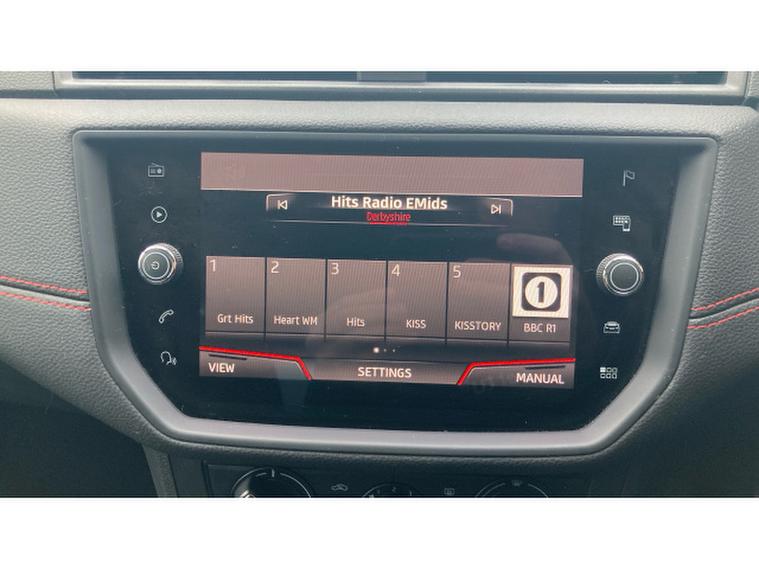 Hits Radio EMids
Derbyshire
1 2 3 4 5 1
Grt Hits Heart WM Hits KISS KISSTORY BBC R1
VIEW SETTINGS MANUAL